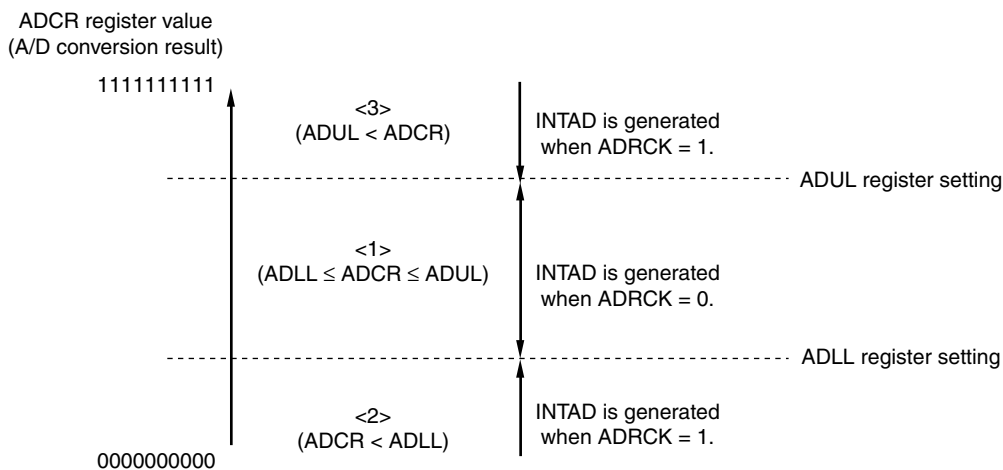 ADCR register value
(A/D conversion result)
1111111111
<3>
(ADUL < ADCR)
INTAD is generated
when ADRCK = 1.
ADUL register setting
<1>
(ADLL ≤ ADCR ≤ ADUL)
INTAD is generated
when ADRCK = 0.
ADLL register setting
<2>
(ADCR < ADLL)
INTAD is generated
when ADRCK = 1.
0000000000